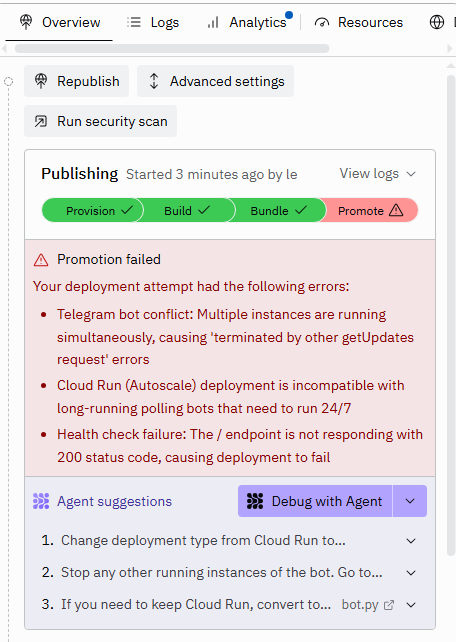 Overview Logs Analytics Resources
Republish Advanced settings
Run security scan
Publishing Started 3 minutes ago by le View logs
Provision Build Bundle Promote
Promotion failed
Your deployment attempt had the following errors:
• Telegram bot conflict: Multiple instances are running
simultaneously, causing 'terminated by other getUpdates
request' errors
• Cloud Run (Autoscale) deployment is incompatible with
long-running polling bots that need to run 24/7
• Health check failure: The / endpoint is not responding with
200 status code, causing deployment to fail
Agent suggestions Debug with Agent
1. Change deployment type from Cloud Run to...
2. Stop any other running instances of the bot. Go to...
3. If you need to keep Cloud Run, convert to... bot.py